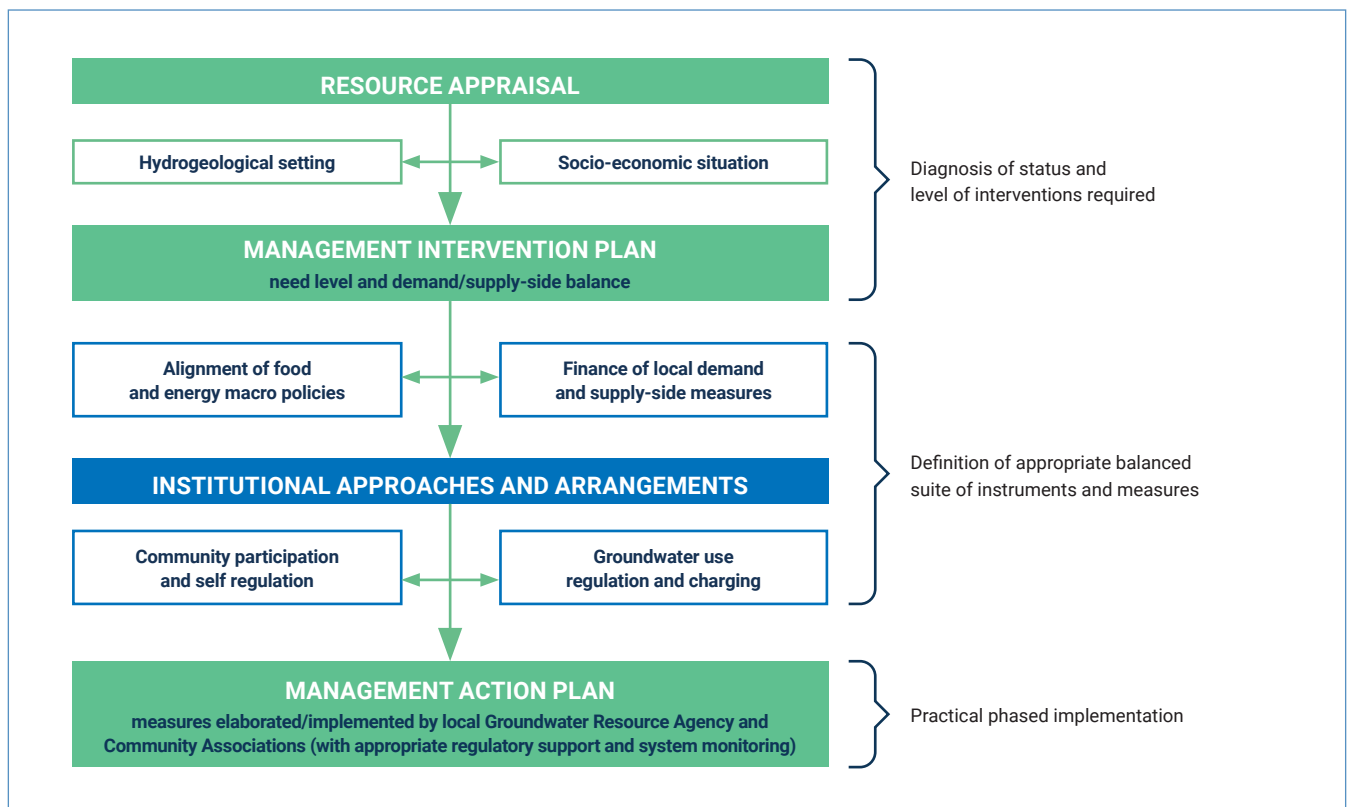 RESOURCE APPRAISAL
Hydrogeological setting
Socio-economic situation
Diagnosis of status and
level of interventions required
MANAGEMENT INTERVENTION PLAN
need level and demand/supply-side balance
Alignment of food
and energy macro policies
Finance of local demand
and supply-side measures
INSTITUTIONAL APPROACHES AND ARRANGEMENTS
Definition of appropriate balanced
suite of instruments and measures
Community participation
and self regulation
Groundwater use
regulation and charging
MANAGEMENT ACTION PLAN
measures elaborated/implemented by local Groundwater Resource Agency and
Community Associations (with appropriate regulatory support and system monitoring)
Practical phased implementation